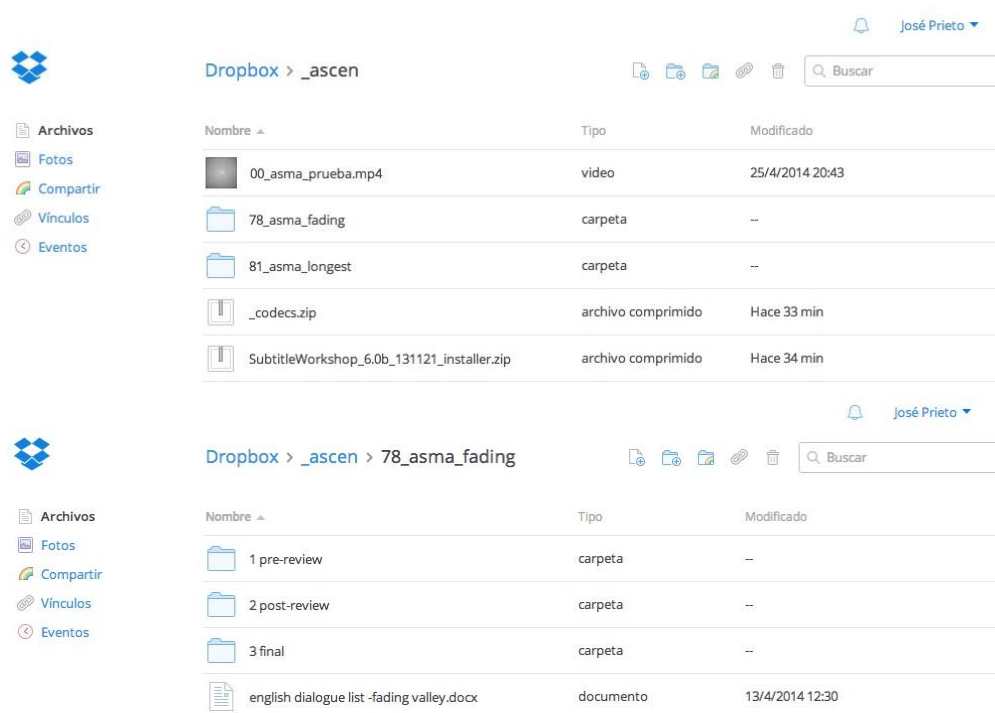 José Prieto
Dropbox > _ascen
Buscar
Archivos
Fotos
Compartir
Vínculos
Eventos
Nombre Tipo Modificado
00_asma_prueba.mp4 video 25/4/2014 20:43
78_asma_fading carpeta --
81_asma_longest carpeta --
_codecs.zip archivo comprimido Hace 33 min
SubtitleWorkshop_6.0b_131121_installer.zip archivo comprimido Hace 34 min
José Prieto
Dropbox > _ascen > 78_asma_fading
Buscar
Archivos
Fotos
Compartir
Vínculos
Eventos
Nombre Tipo Modificado
1 pre-review carpeta --
2 post-review carpeta --
3 final carpeta --
english dialogue list -fading valley.docx documento 13/4/2014 12:30